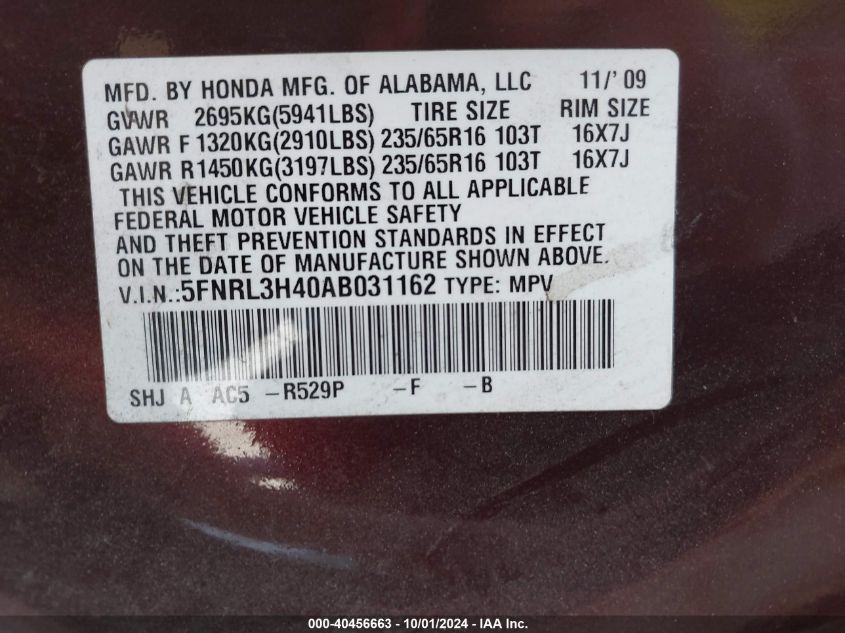 MFD. BY HONDA MFG. OF ALABAMA, LLC 11/'09
GVWR 2695KG(5941LBS) TIRE SIZE RIM SIZE
GAWR F 1320KG(2910LBS) 235/65R16 103T 16X7J
GAWR R1450KG(3197LBS) 235/65R16 103T 16X7J
THIS VEHICLE CONFORMS TO ALL APPLICABLE
FEDERAL MOTOR VEHICLE SAFETY
AND THEFT PREVENTION STANDARDS IN EFFECT
ON THE DATE OF MANUFACTURE SHOWN ABOVE.
V.I.N.:5FNRL3H40AB031162 TYPE: MPV
SHJ A AC5 -R529P -F -B
000-40456663 - 10/01/2024 - IAA Inc.